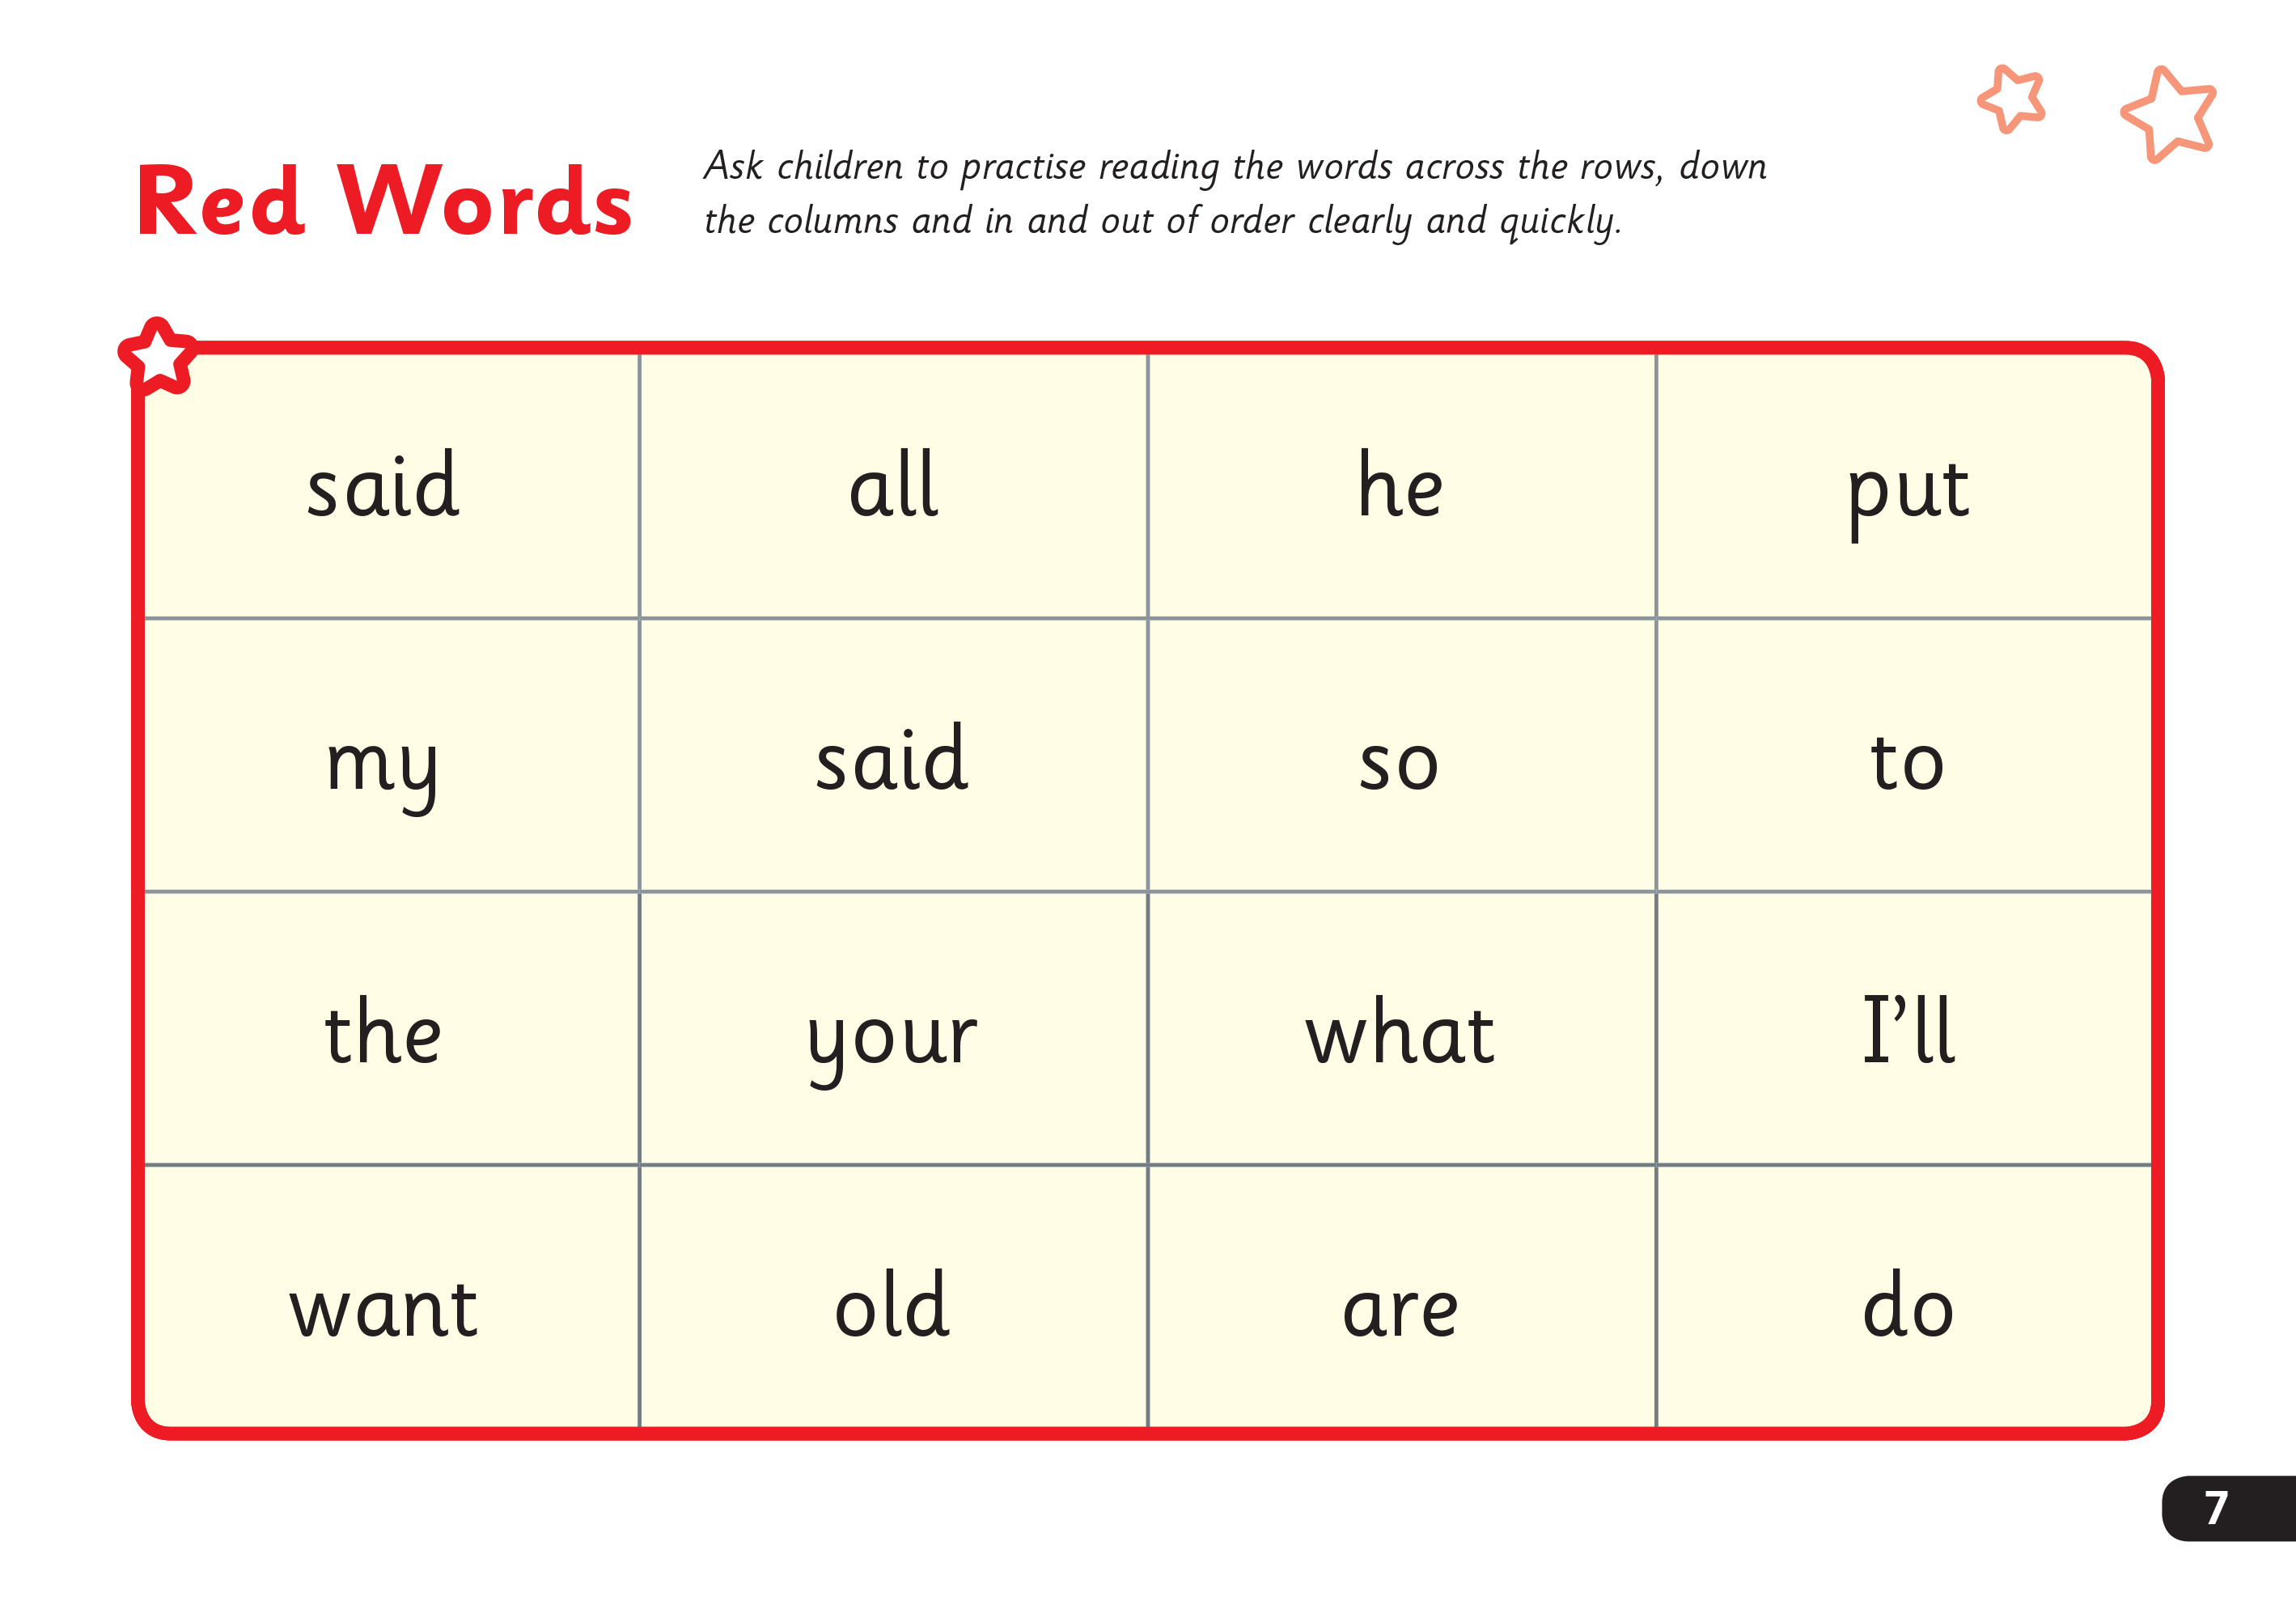 Red Words
Ask children to practise reading the words across the rows, down
the columns and in and out of order clearly and quickly.
said all he put
my said so to
the your what I’ll
want old are do
7